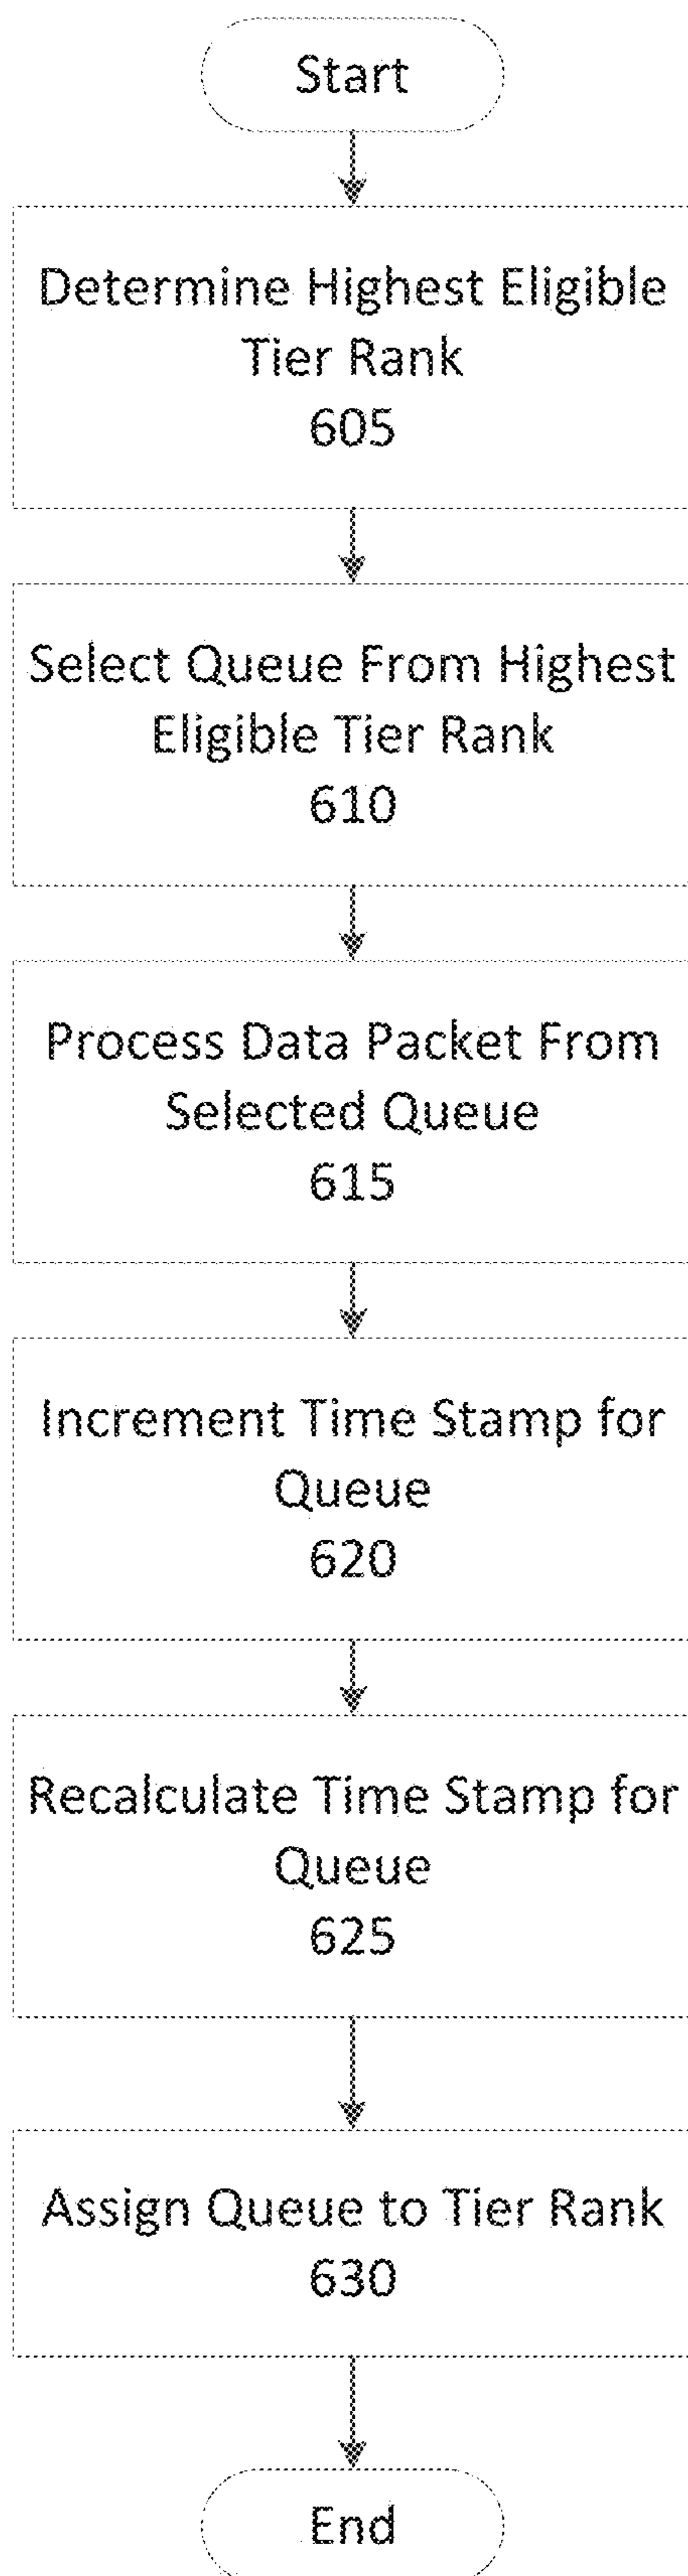 Start
Determine Highest Eligible
Tier Rank
605
Select Queue From Highest
Eligible Tier Rank
610
Process Data Packet From
Selected Queue
615
Increment Time Stamp for
Queue
620
Recalculate Time Stamp for
Queue
625
Assign Queue to Tier Rank
630
End